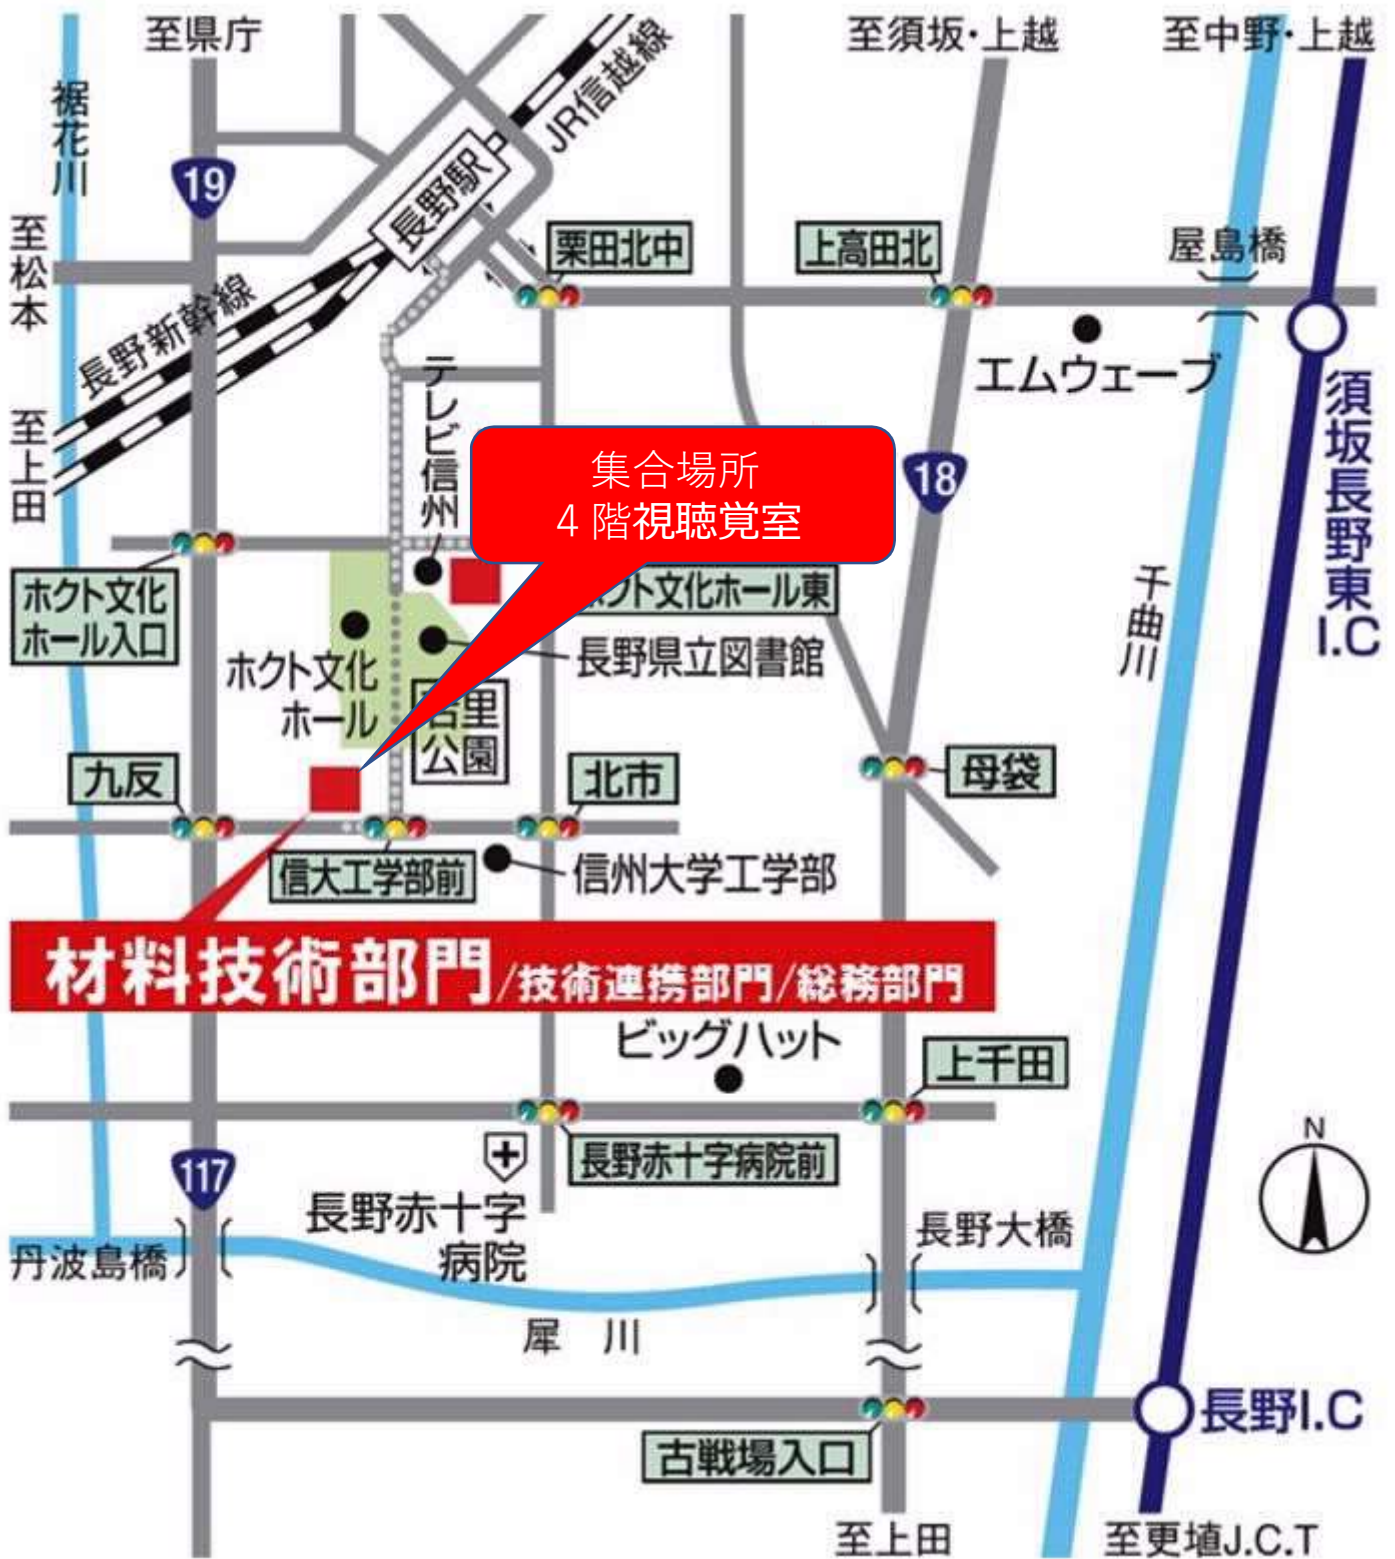 至県庁
至須坂・上越
至中野・上越
裾花川
JR信越線
19
長野駅
至松本
栗田北中
上高田北
屋島橋
長野新幹線
エムウェーブ
テレビ信州
須坂長野東I.C
至上田
集合場所
4階視聴覚室
18
ホクト文化
ホール入口
クト文化ホール東
千曲川
長野県立図書館
ホクト文化
ホール
若里
公園
九反
北市
母袋
信大工学部前
信州大学工学部
材料技術部門/技術連携部門/総務部門
ビッグハット
上千田
長野赤十字病院前
117
N
長野赤十字
病院
長野大橋
丹波島橋
犀川
長野I.C
古戦場入口
至上田
至更埴J.C.T